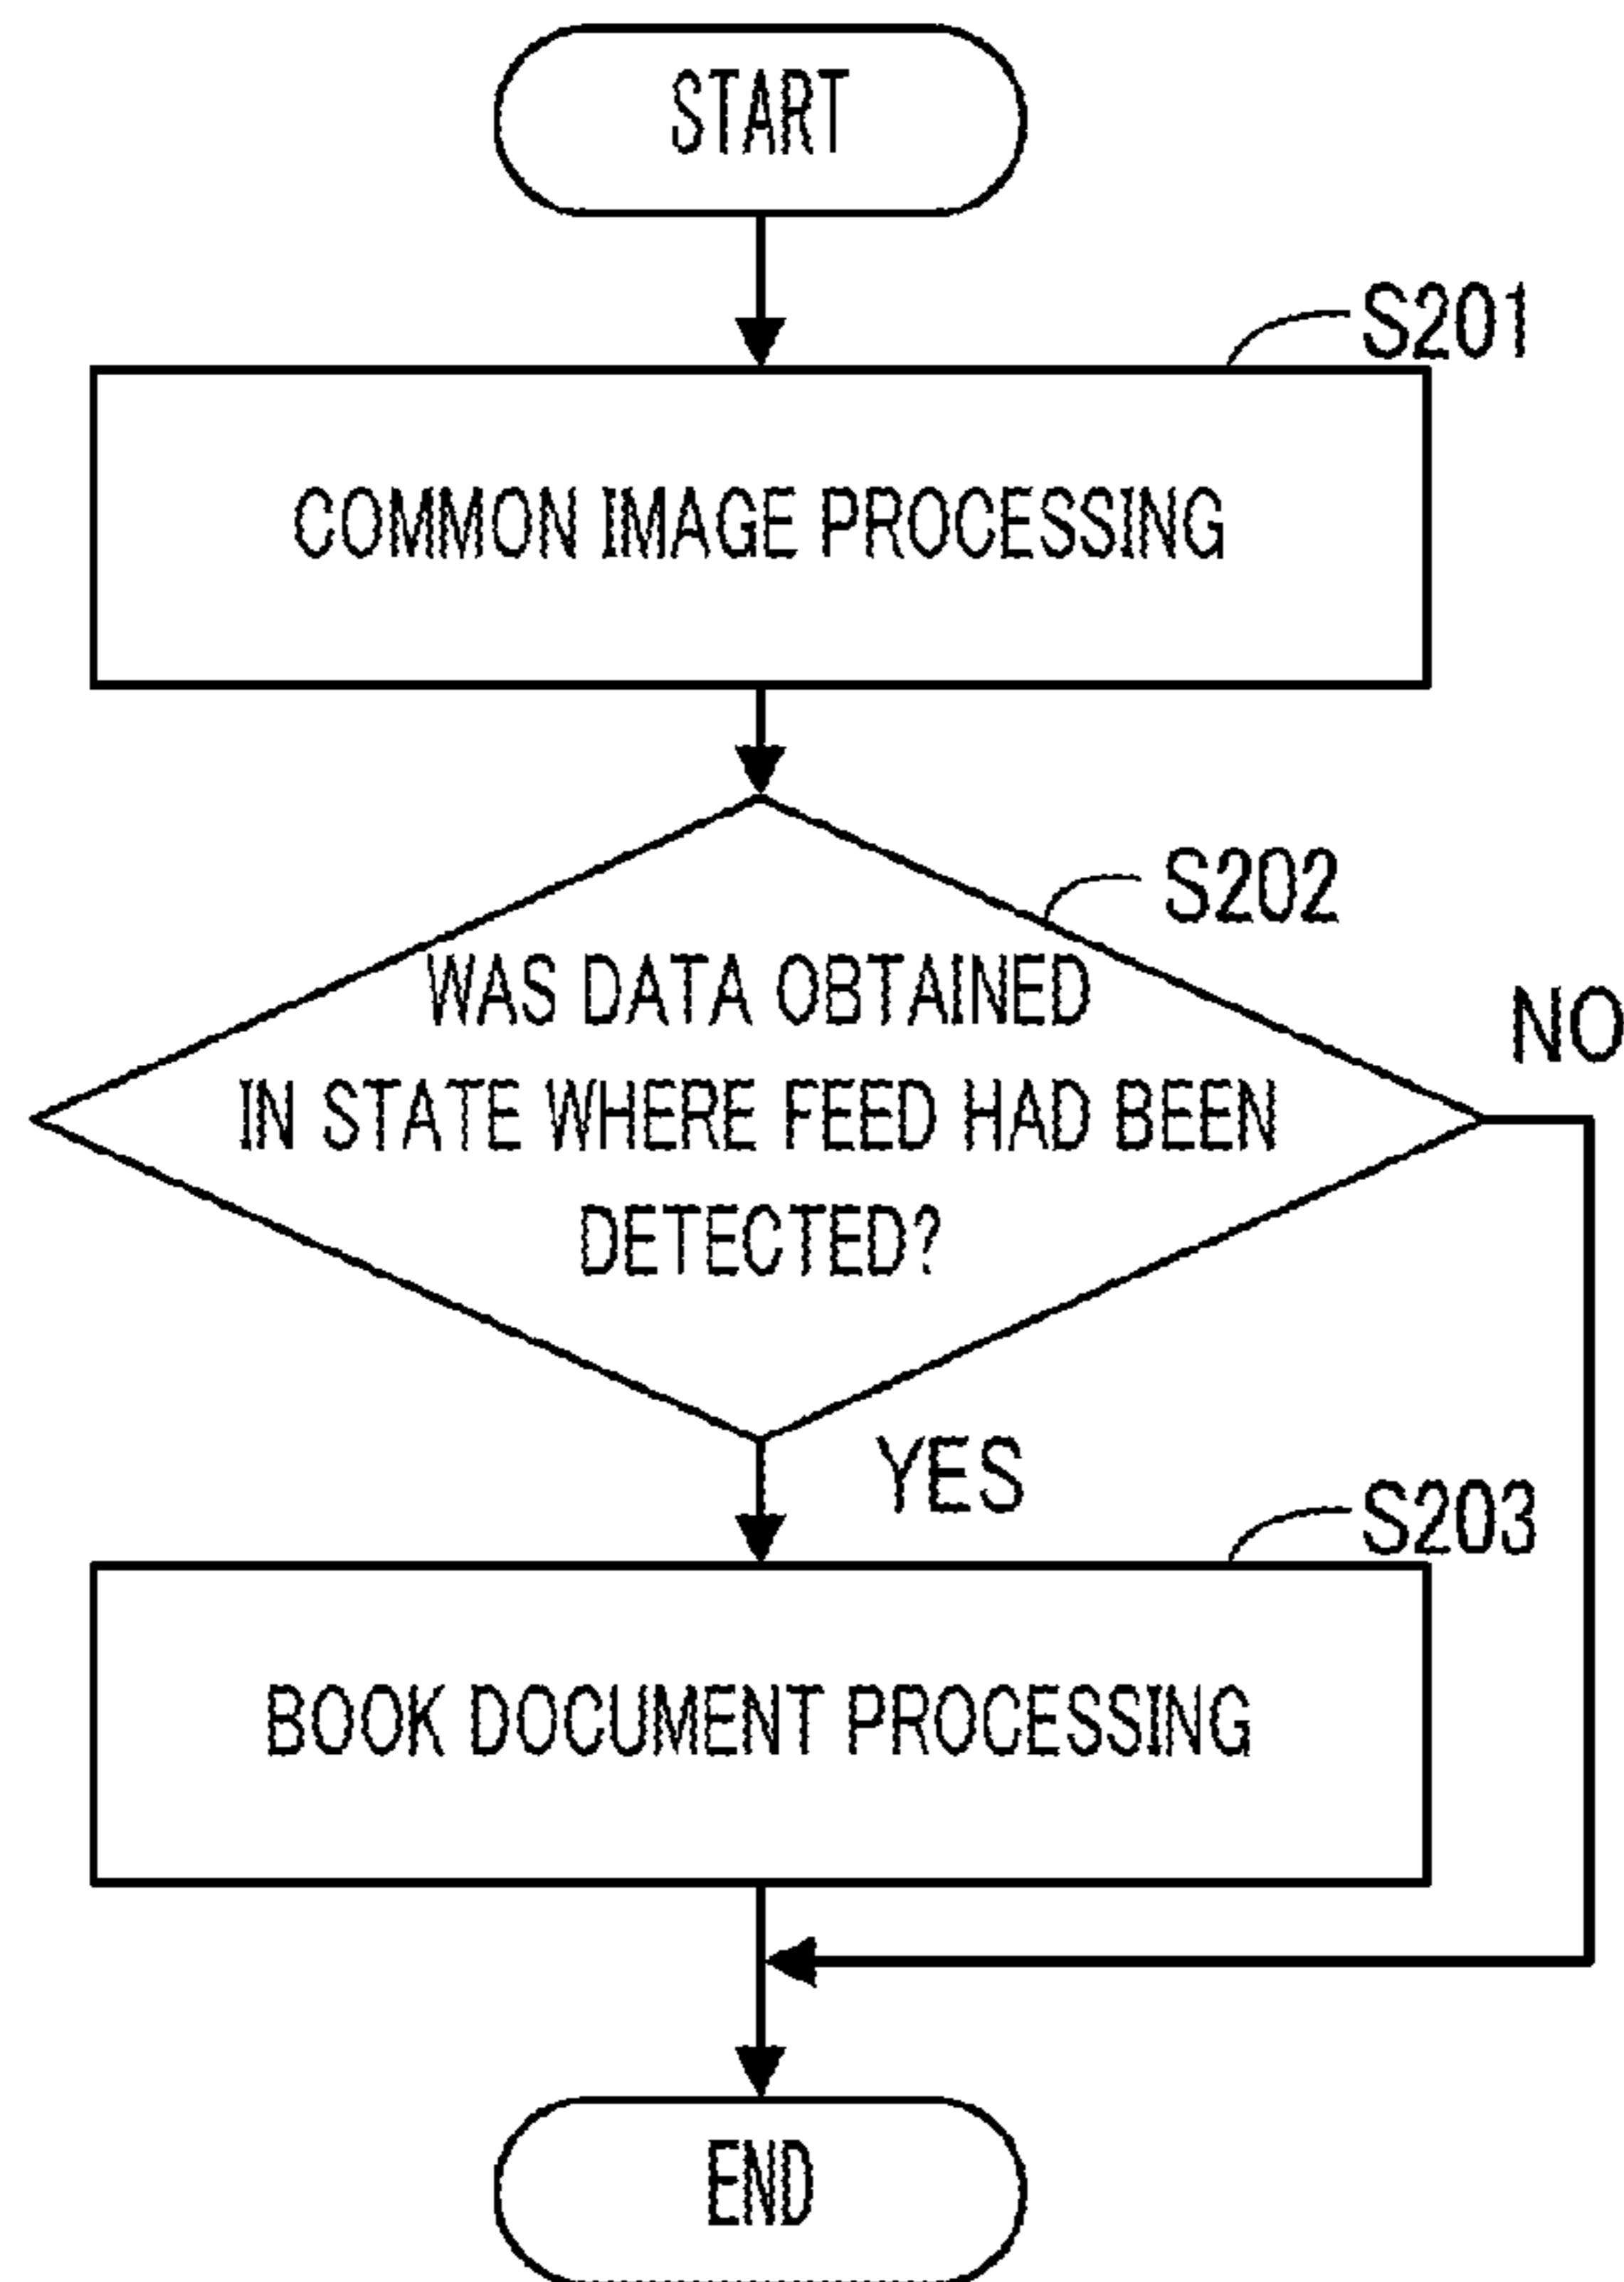 START
S201
COMMON IMAGE PROCESSING
S202
WAS DATA OBTAINED
IN STATE WHERE FEED HAD BEEN
DETECTED?
NO
YES
S203
BOOK DOCUMENT PROCESSING
END